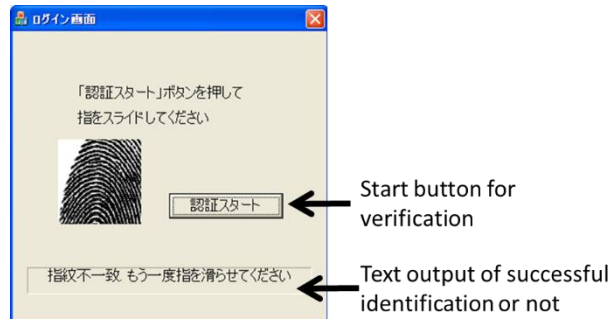 ログイン画面
「認証スタート」ボタンを押して
指をスライドしてください
認証スタート
Start button for
verification
指紋不一致. もう一度指を滑らせてください
Text output of successful
identification or not